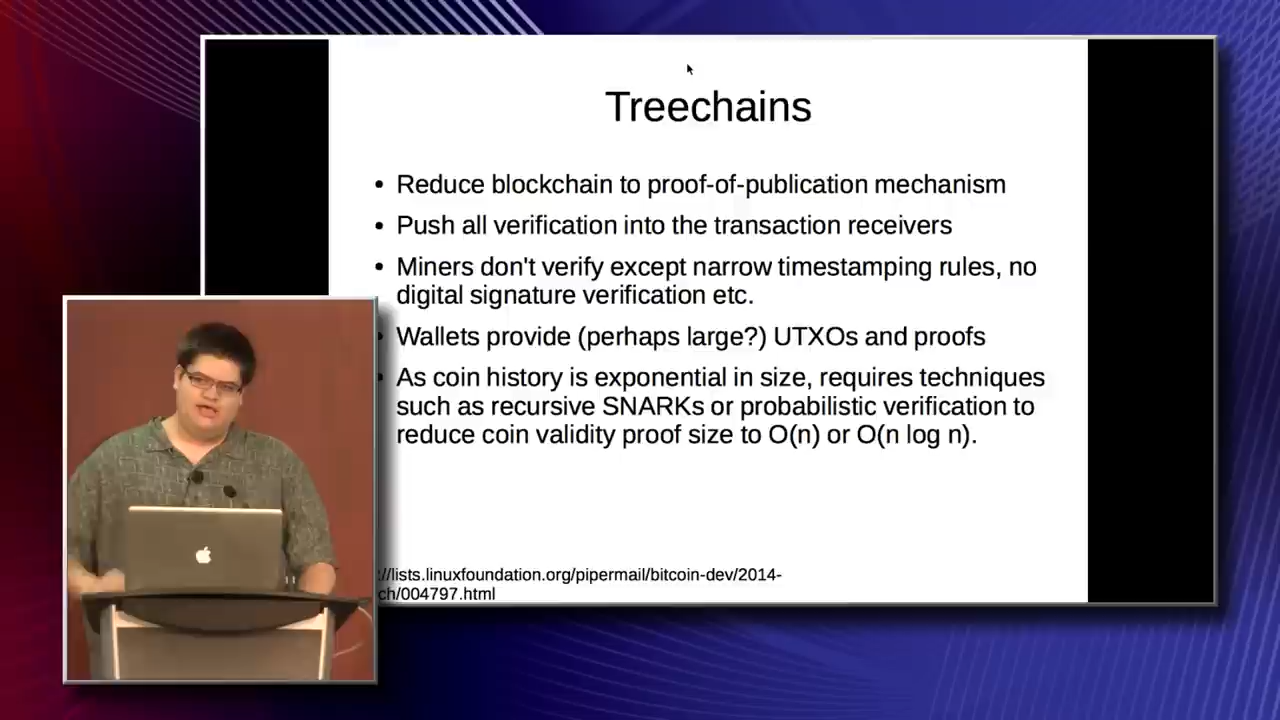 Treechains
• Reduce blockchain to proof-of-publication mechanism
• Push all verification into the transaction receivers
• Miners don't verify except narrow timestamping rules, no
digital signature verification etc.
• Wallets provide (perhaps large?) UTXOs and proofs
• As coin history is exponential in size, requires techniques
such as recursive SNARKs or probabilistic verification to
reduce coin validity proof size to O(n) or O(n log n).
://lists.linuxfoundation.org/pipermail/bitcoin-dev/2014-
ch/004797.html